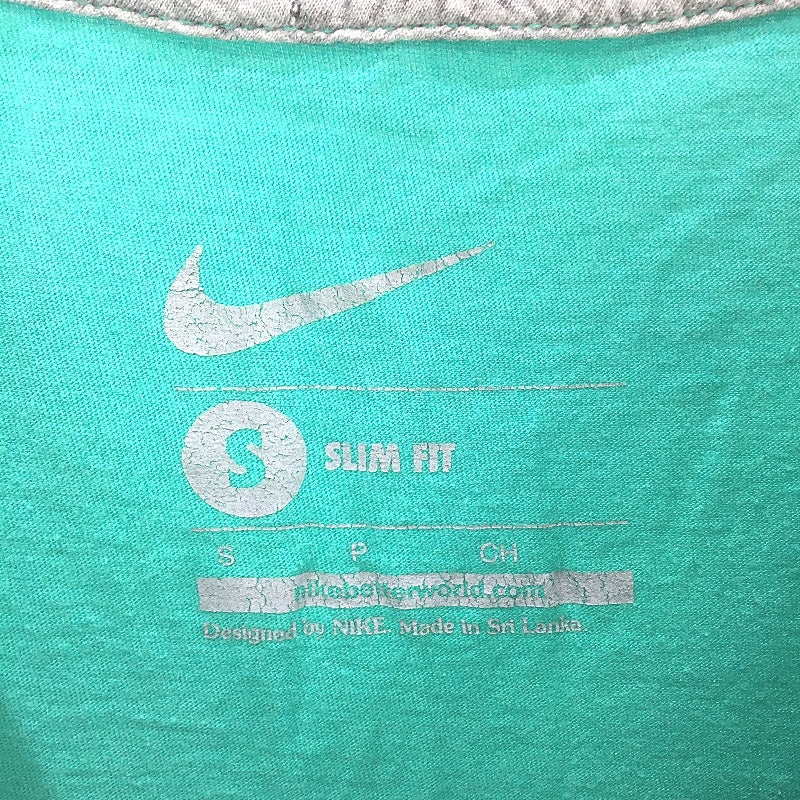 S SLIM FIT
S P CH
nikebetterworld.com
Designed by NIKE. Made in Sri Lanka